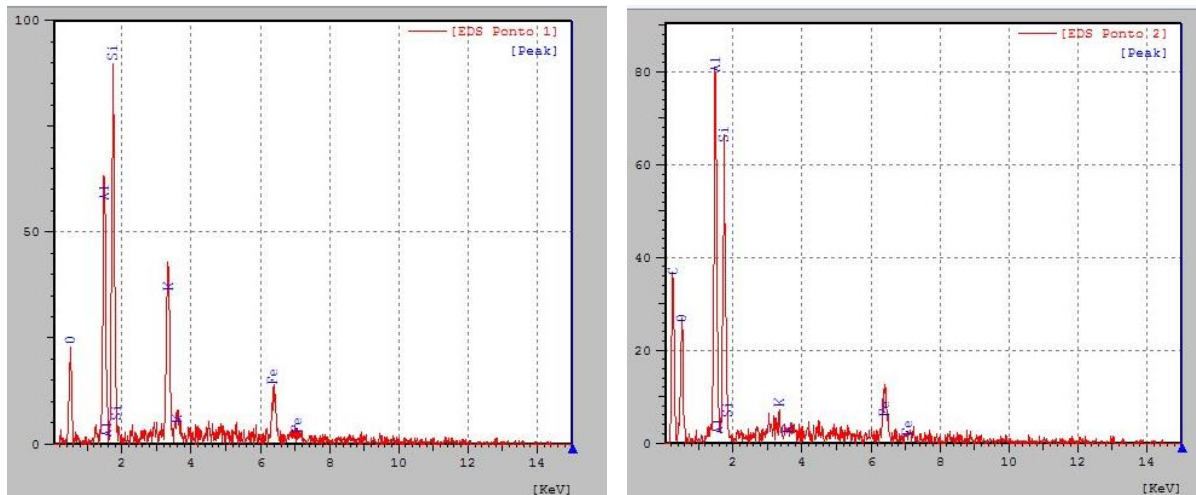 100
[EDS Ponto 1]
[Peak]
Si
Al
50
K
O
Fe
Si
K
Al
Fe
0
2
4
6
8
10
12
14
[KeV]
[EDS Ponto 2]
[Peak]
80
Al
Si
60
40
C
O
20
K
Fe
Si
Al
K
Fe
0
2
4
6
8
10
12
14
[KeV]